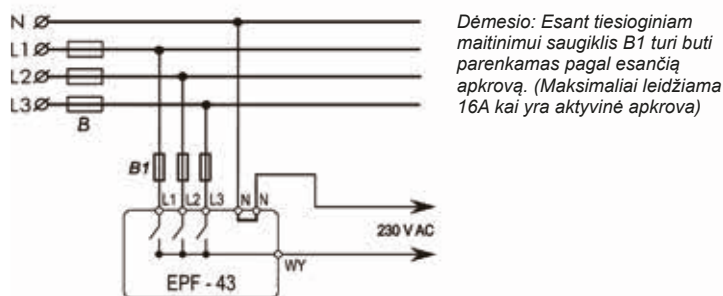 N
L1
L2
L3
B
B1
L1 L2 L3 N N
230 V AC
WY
EPF - 43
Dėmesio: Esant tiesioginiam
maitinimui saugiklis B1 turi buti
parenkamas pagal esančią
apkrovą. (Maksimaliai leidžiama
16A kai yra aktyvinė apkrova)